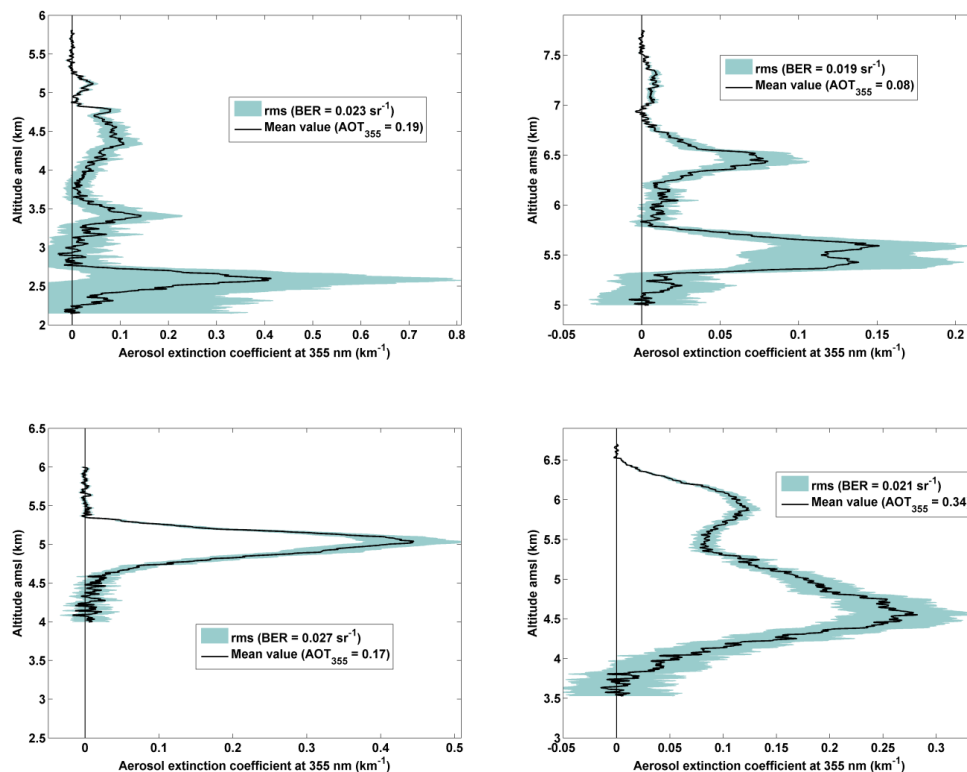 6
5.5
5
4.5
4
3.5
3
2.5
2
Altitude amsl (km)
rms (BER = 0.023 sr⁻¹)
Mean value (AOT₃₅₅ = 0.19)
0 0.1 0.2 0.3 0.4 0.5 0.6 0.7 0.8
Aerosol extinction coefficient at 355 nm (km⁻¹)
8
7.5
7
6.5
6
5.5
5
Altitude amsl (km)
rms (BER = 0.019 sr⁻¹)
Mean value (AOT₃₅₅ = 0.08)
-0.05 0 0.05 0.1 0.15 0.2
Aerosol extinction coefficient at 355 nm (km⁻¹)
6.5
6
5.5
5
4.5
4
3.5
3
2.5
Altitude amsl (km)
rms (BER = 0.027 sr⁻¹)
Mean value (AOT₃₅₅ = 0.17)
0 0.1 0.2 0.3 0.4 0.5
Aerosol extinction coefficient at 355 nm (km⁻¹)
7
6.5
6
5.5
5
4.5
4
3.5
3
Altitude amsl (km)
rms (BER = 0.021 sr⁻¹)
Mean value (AOT₃₅₅ = 0.34
-0.05 0 0.05 0.1 0.15 0.2 0.25 0.3
Aerosol extinction coefficient at 355 nm (km⁻¹)